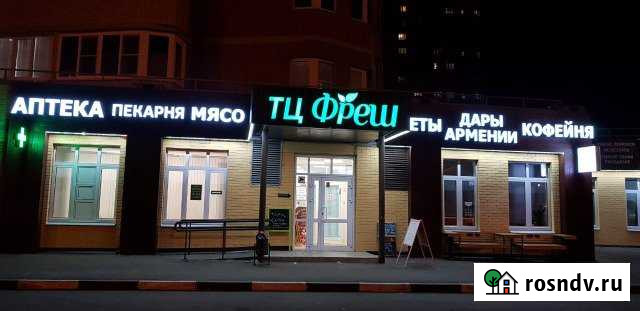 АПТЕКА ПЕКАРНЯ МЯСО
ТЦ Фреш
ЕТЫ ДАРЫ АРМЕНИИ КОФЕЙНЯ
rosndv.ru